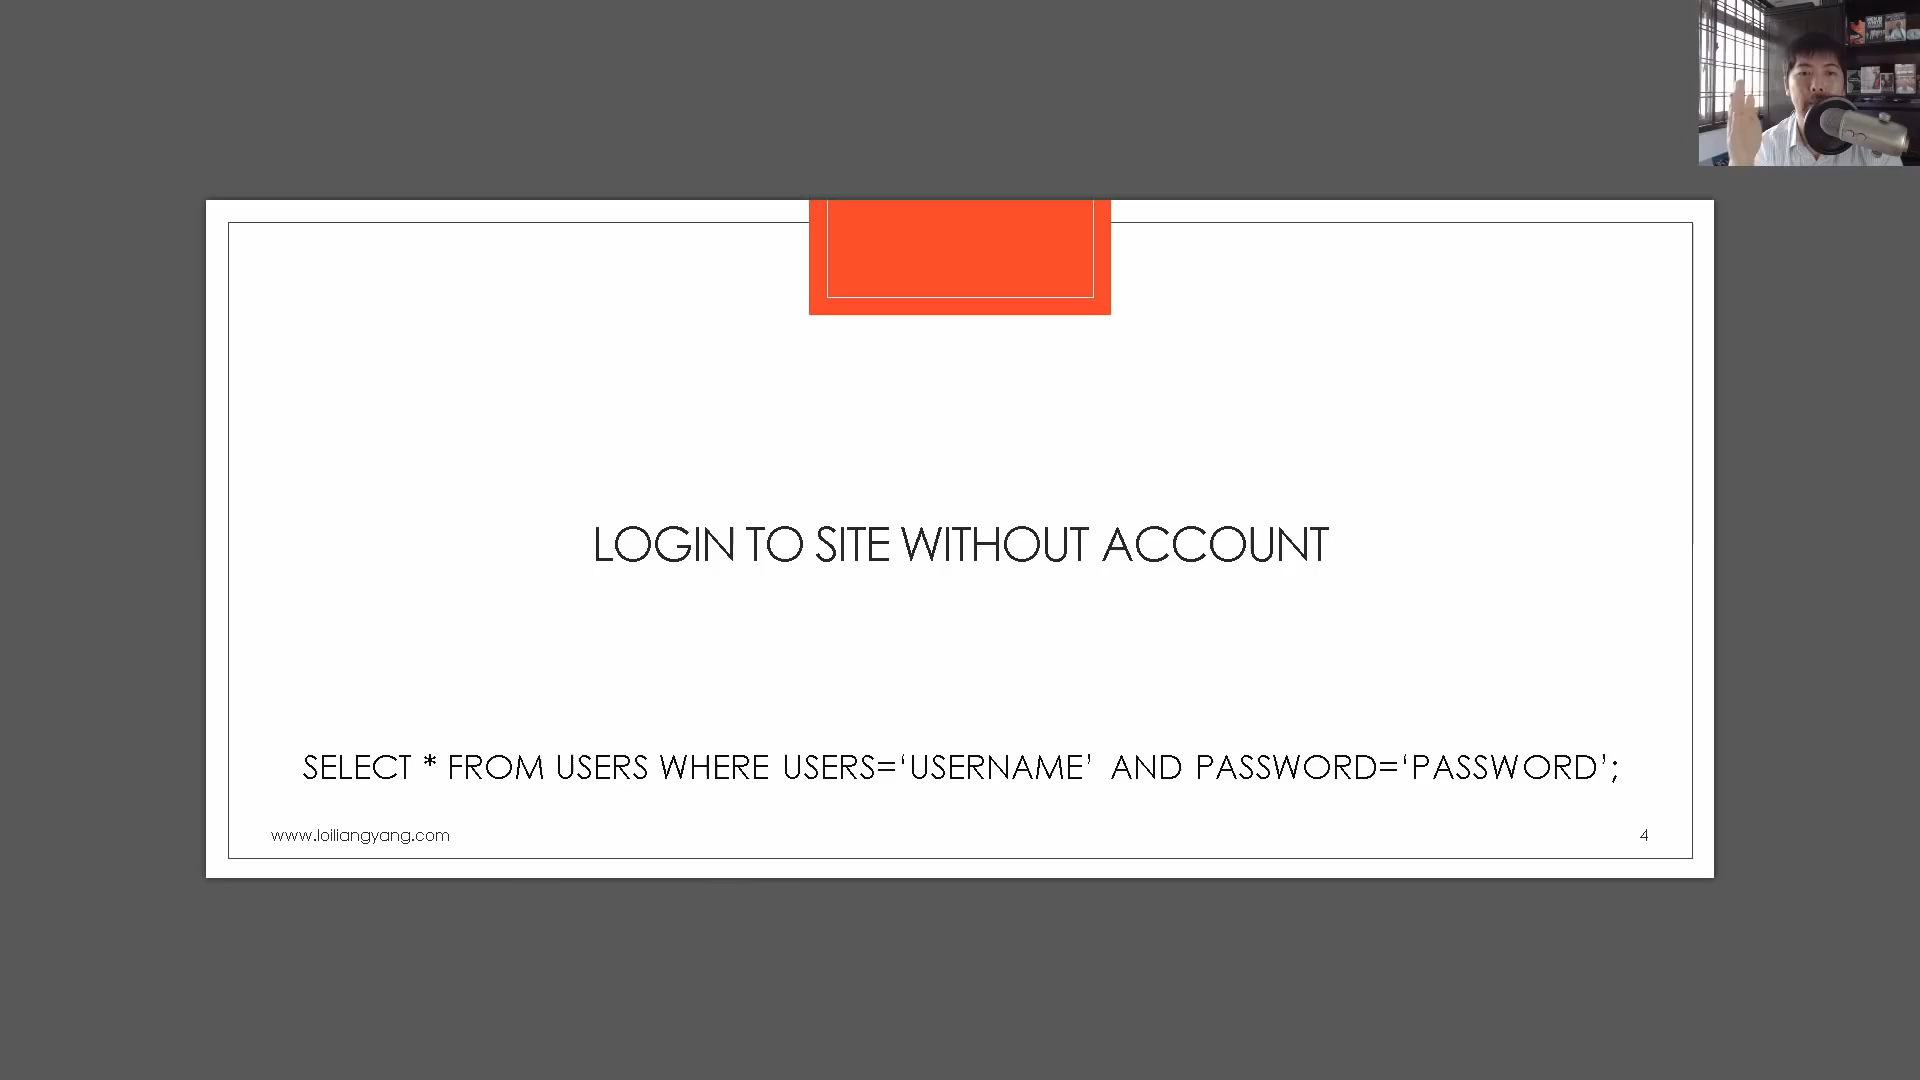 LOGIN TO SITE WITHOUT ACCOUNT
SELECT * FROM USERS WHERE USERS=‘USERNAME’ AND PASSWORD=‘PASSWORD’;
www.loiliangyang.com
4